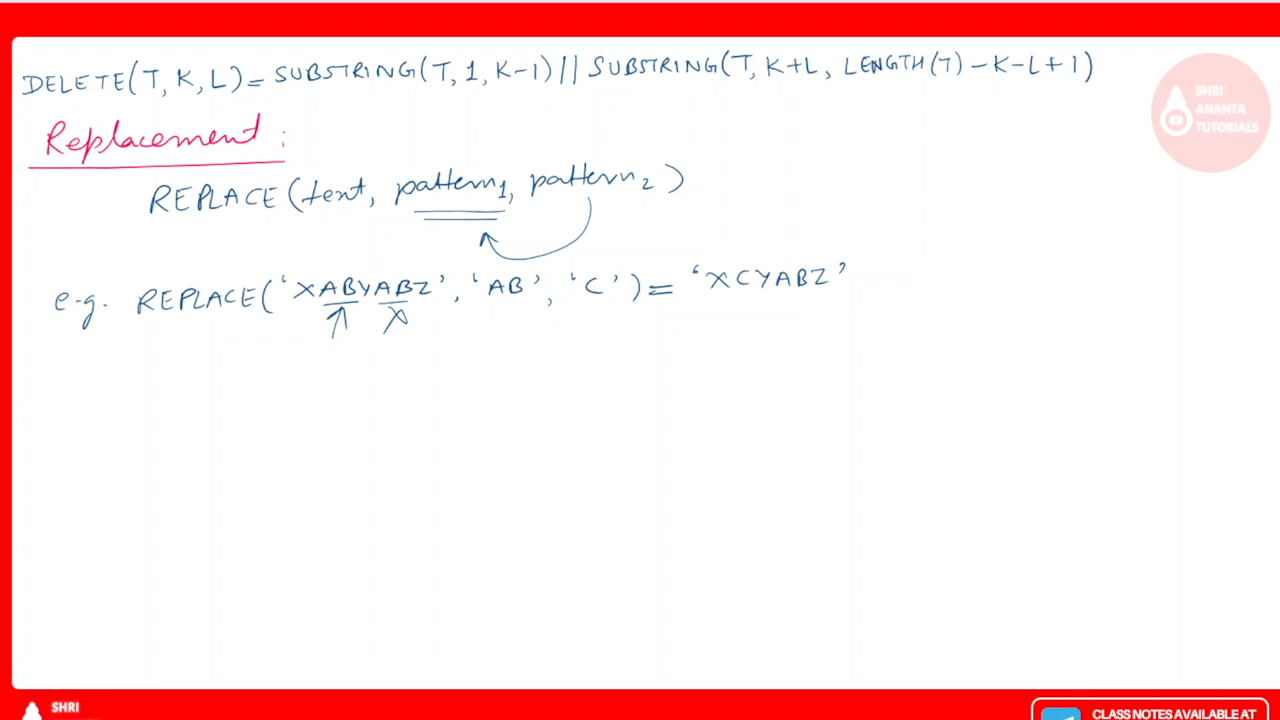 DELETE(T, K, L) = SUBSTRING(T, 1, K-1) // SUBSTRING(T, K+L, LENGTH(T) - K-L+1)
SHRI
ANANTA
TUTORIALS
Replacement :
REPLACE(text, pattern1, pattern2)
e-g. REPLACE('XABYABZ', 'AB', 'C') = 'XCYABZ'
SHRI
CLASS NOTES AVAILABLE AT